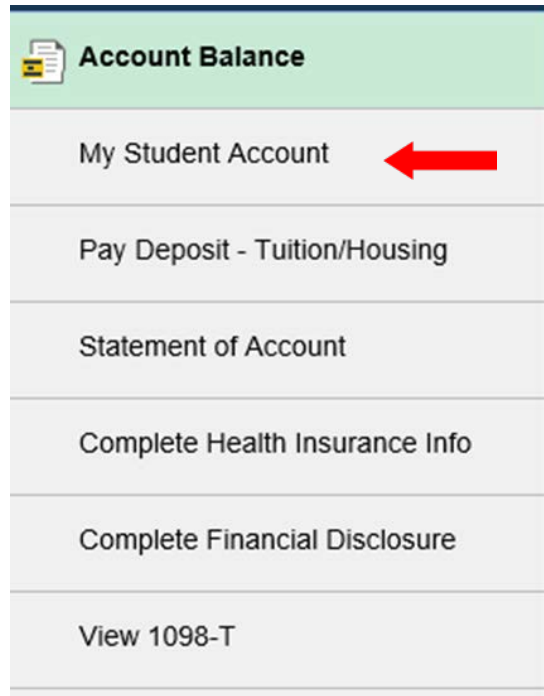 Account Balance
My Student Account
Pay Deposit - Tuition/Housing
Statement of Account
Complete Health Insurance Info
Complete Financial Disclosure
View 1098-T